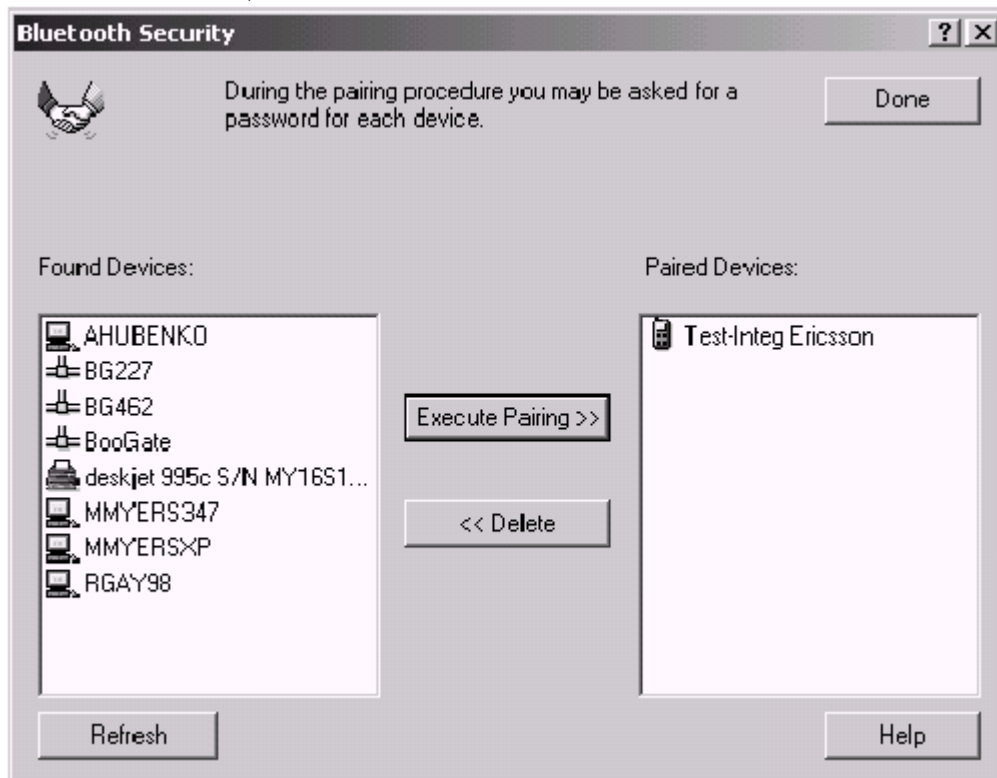 Bluetooth Security
During the pairing procedure you may be asked for a
password for each device.
Done
Found Devices:
AHUBENKO
BG227
BG462
BooGate
deskjet 995c S/N MY16S1...
MMYERS347
MMYERSXP
RGAY98
Execute Pairing >>
<< Delete
Paired Devices:
Test-Integ Ericsson
Refresh
Help